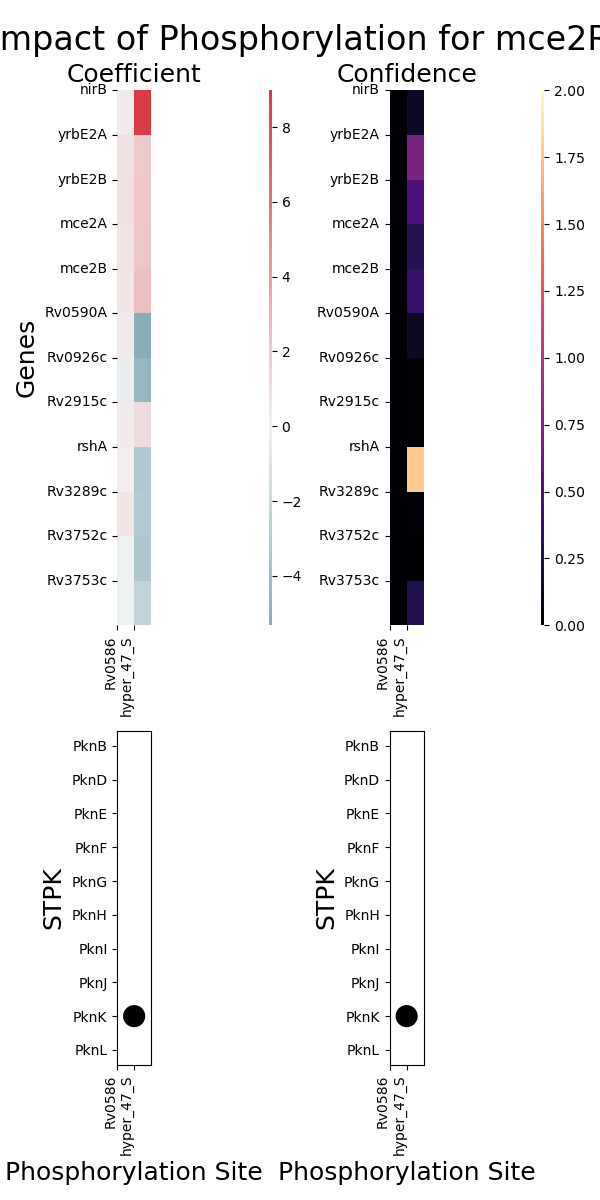 mpact of Phosphorylation for mce2R
Coefficient
Confidence
Genes
nirB
yrbE2A
yrbE2B
mce2A
mce2B
Rv0590A
Rv0926c
Rv2915c
rshA
Rv3289c
Rv3752c
Rv3753c
8
6
4
2
0
−2
−4
Rv0586
hyper_47_S
nirB
yrbE2A
yrbE2B
mce2A
mce2B
Rv0590A
Rv0926c
Rv2915c
rshA
Rv3289c
Rv3752c
Rv3753c
2.00
1.75
1.50
1.25
1.00
0.75
0.50
0.25
0.00
Rv0586
hyper_47_S
STPK
PknB
PknD
PknE
PknF
PknG
PknH
PknI
PknJ
PknK
PknL
Rv0586
hyper_47_S
Phosphorylation Site
STPK
PknB
PknD
PknE
PknF
PknG
PknH
PknI
PknJ
PknK
PknL
Rv0586
hyper_47_S
Phosphorylation Site